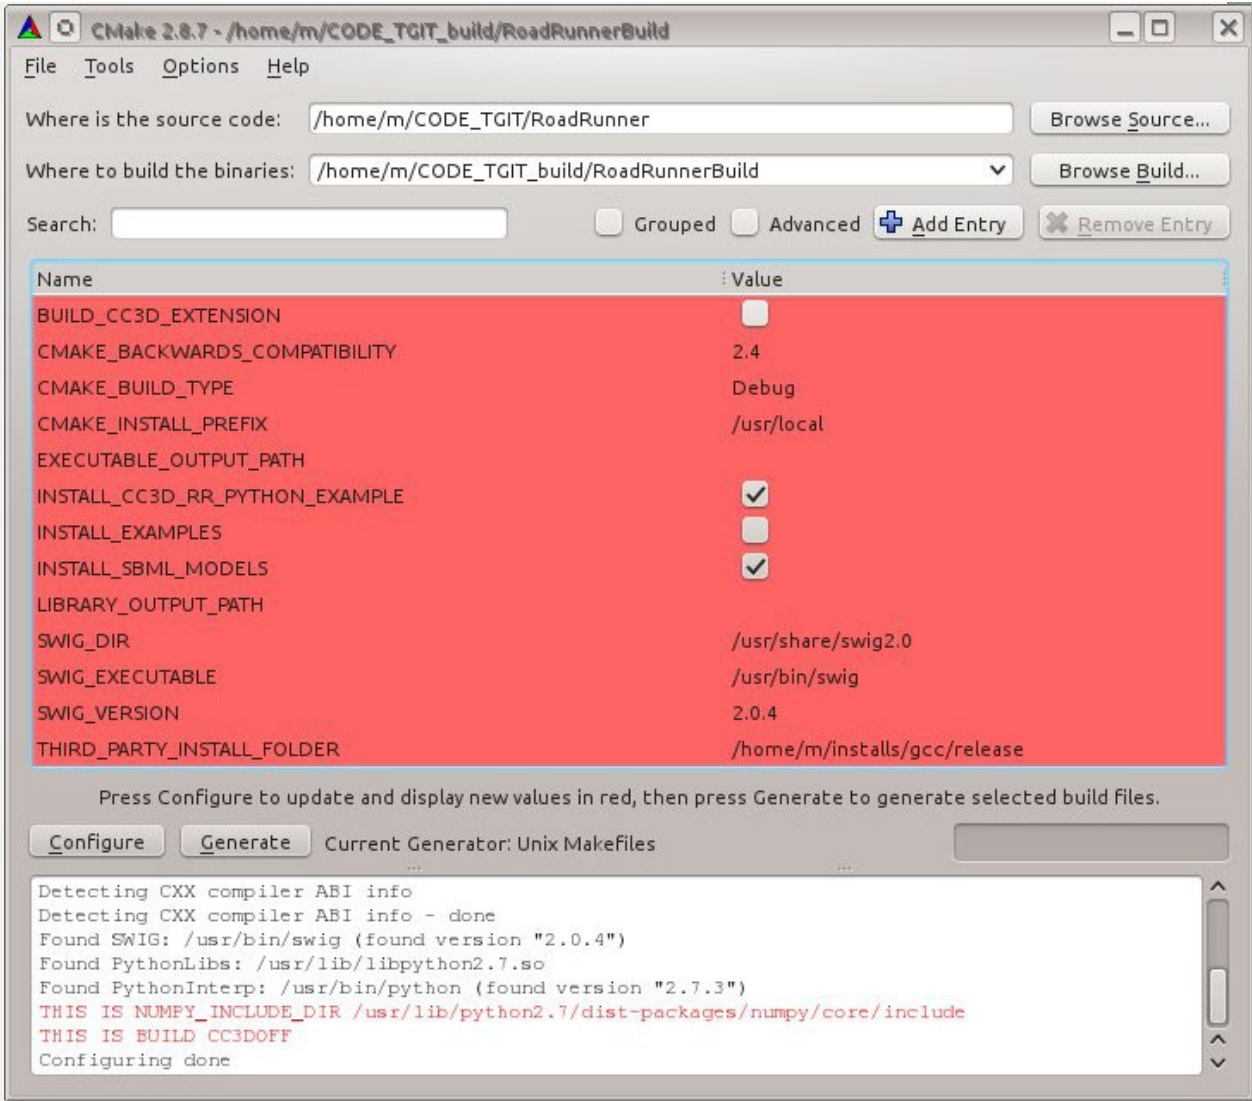 CMake 2.8.7 - /home/m/CODE_TGIT_build/RoadRunnerBuild
File Tools Options Help
Where is the source code: /home/m/CODE_TGIT/RoadRunner Browse Source...
Where to build the binaries: /home/m/CODE_TGIT_build/RoadRunnerBuild Browse Build...
Search: Grouped Advanced Add Entry Remove Entry
Name Value
BUILD_CC3D_EXTENSION
CMAKE_BACKWARDS_COMPATIBILITY 2.4
CMAKE_BUILD_TYPE Debug
CMAKE_INSTALL_PREFIX /usr/local
EXECUTABLE_OUTPUT_PATH
INSTALL_CC3D_RR_PYTHON_EXAMPLE
INSTALL_EXAMPLES
INSTALL_SBML_MODELS
LIBRARY_OUTPUT_PATH
SWIG_DIR /usr/share/swig2.0
SWIG_EXECUTABLE /usr/bin/swig
SWIG_VERSION 2.0.4
THIRD_PARTY_INSTALL_FOLDER /home/m/installs/gcc/release
Press Configure to update and display new values in red, then press Generate to generate selected build files.
Configure Generate Current Generator: Unix Makefiles
Detecting CXX compiler ABI info
Detecting CXX compiler ABI info - done
Found SWIG: /usr/bin/swig (found version "2.0.4")
Found PythonLibs: /usr/lib/libpython2.7.so
Found PythonInterp: /usr/bin/python (found version "2.7.3")
THIS IS NUMPY_INCLUDE_DIR /usr/lib/python2.7/dist-packages/numpy/core/include
THIS IS BUILD CC3DOFF
Configuring done